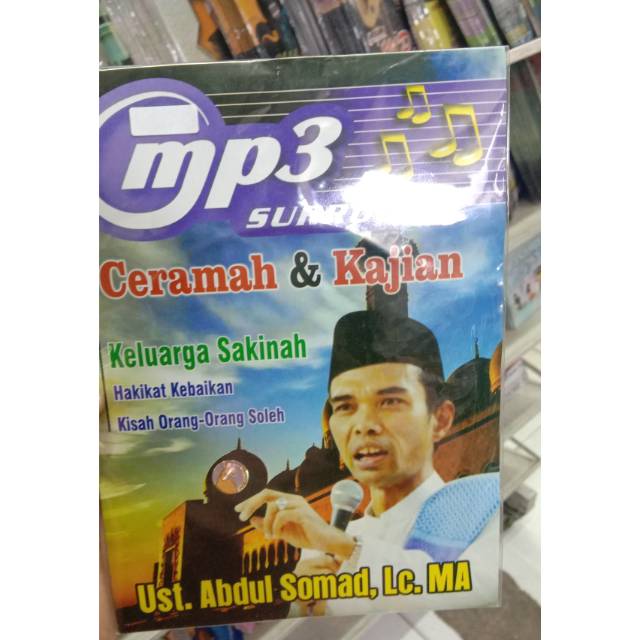 mp3
Ceramah & Kajian
Keluarga Sakinah
Hakikat Kebaikan
Kisah Orang-Orang Soleh
Ust. Abdul Somad, Lc. MA